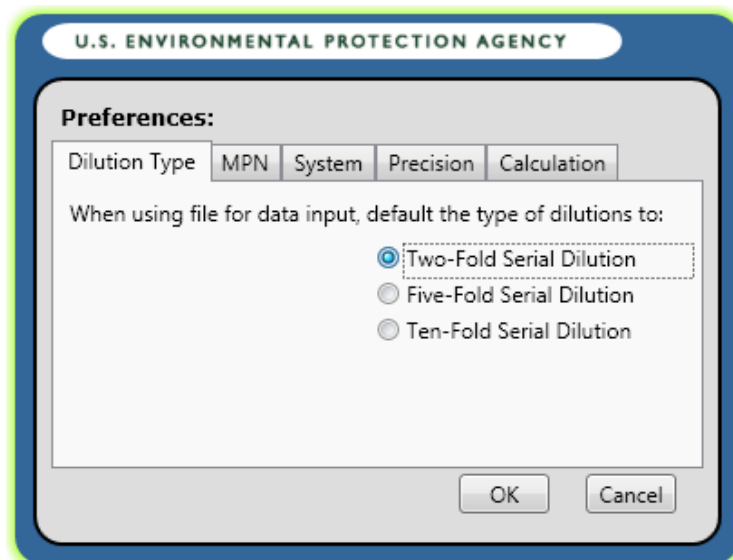 U.S. ENVIRONMENTAL PROTECTION AGENCY
Preferences:
Dilution Type MPN System Precision Calculation
When using file for data input, default the type of dilutions to:
Two-Fold Serial Dilution
Five-Fold Serial Dilution
Ten-Fold Serial Dilution
OK Cancel